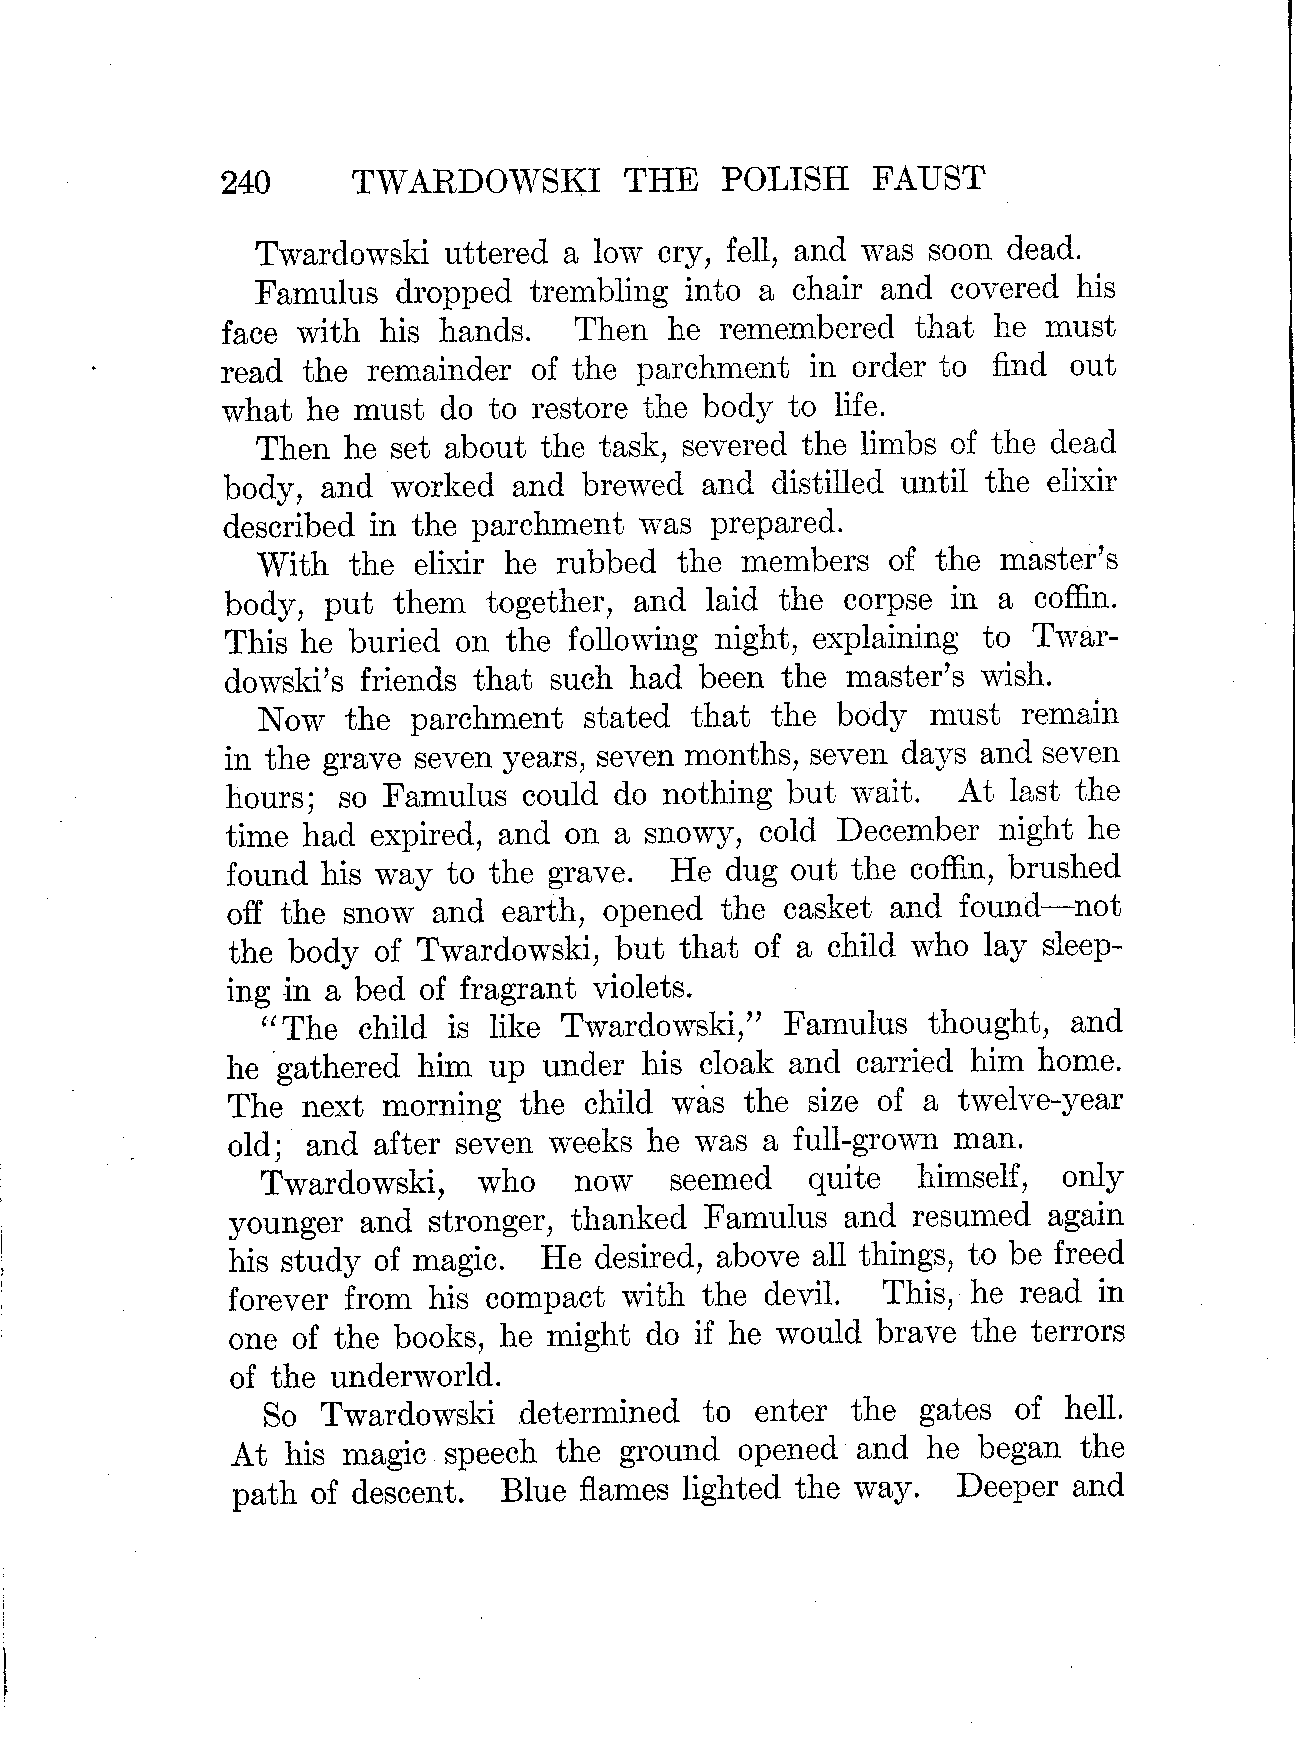 240 TWARDOWSKI THE POLISH FAUST
Twardowski uttered a low cry, fell, and was soon dead.
Famulus dropped trembling into a chair and covered his
face with his hands. Then he remembered that he must
read the remainder of the parchment in order to find out
what he must do to restore the body to life.
Then he set about the task, severed the limbs of the dead
body, and worked and brewed and distilled until the elixir
described in the parchment was prepared.
With the elixir he rubbed the members of the master's
body, put them together, and laid the corpse in a coffin.
This he buried on the following night, explaining to Twar-
dowski's friends that such had been the master's wish.
Now the parchment stated that the body must remain
in the grave seven years, seven months, seven days and seven
hours; so Famulus could do nothing but wait. At last the
time had expired, and on a snowy, cold December night he
found his way to the grave. He dug out the coffin, brushed
off the snow and earth, opened the casket and found—not
the body of Twardowski, but that of a child who lay sleep-
ing in a bed of fragrant violets.
"The child is like Twardowski," Famulus thought, and
he gathered him up under his cloak and carried him home.
The next morning the child was the size of a twelve-year
old; and after seven weeks he was a full-grown man.
Twardowski, who now seemed quite himself, only
younger and stronger, thanked Famulus and resumed again
his study of magic. He desired, above all things, to be freed
forever from his compact with the devil. This, he read in
one of the books, he might do if he would brave the terrors
of the underworld.
So Twardowski determined to enter the gates of hell.
At his magic speech the ground opened and he began the
path of descent. Blue flames lighted the way. Deeper and